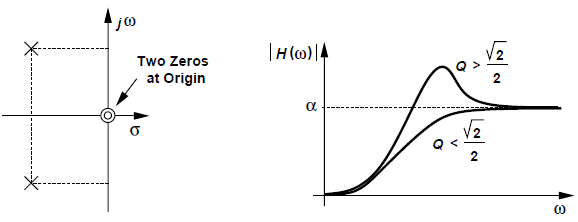 jω
Two Zeros
at Origin
σ
|H(ω)|
Q > √2/2
α
Q < √2/2
ω